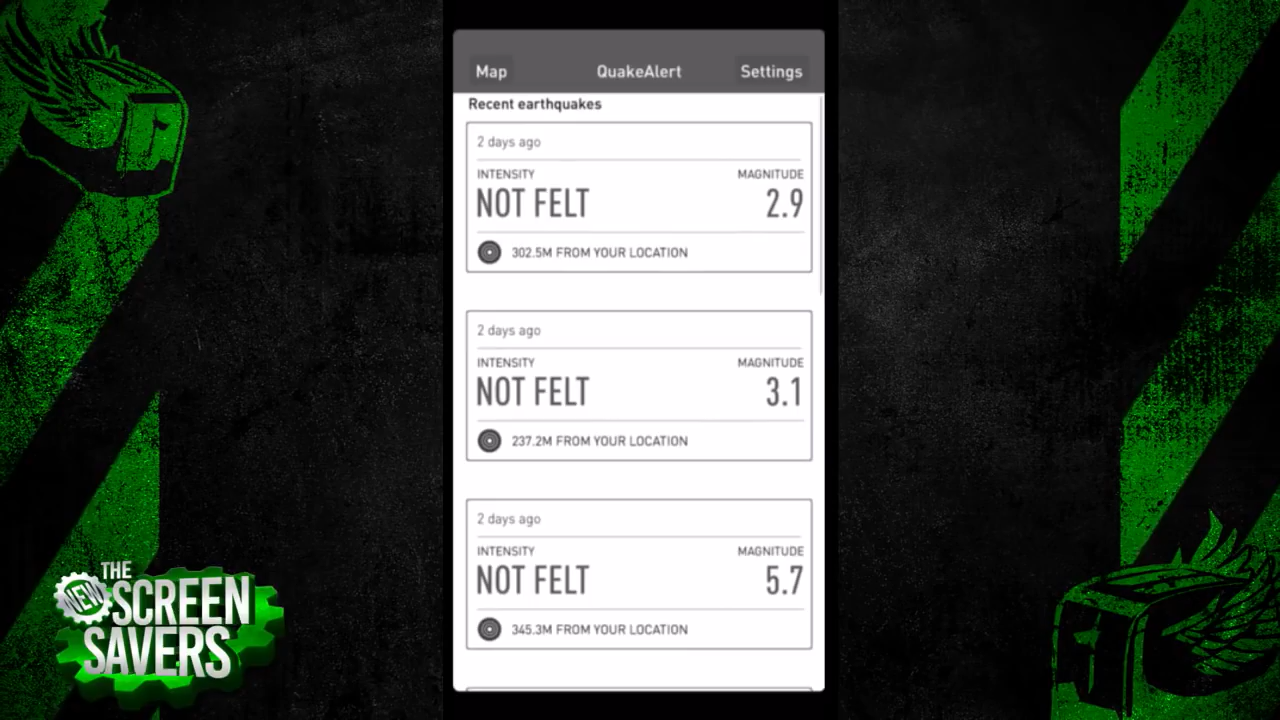 Map QuakeAlert Settings
Recent earthquakes
2 days ago
INTENSITY MAGNITUDE
NOT FELT 2.9
302.5M FROM YOUR LOCATION
2 days ago
INTENSITY MAGNITUDE
NOT FELT 3.1
237.2M FROM YOUR LOCATION
2 days ago
INTENSITY MAGNITUDE
NOT FELT 5.7
345.3M FROM YOUR LOCATION
THE
NEW SCREEN
SAVERS